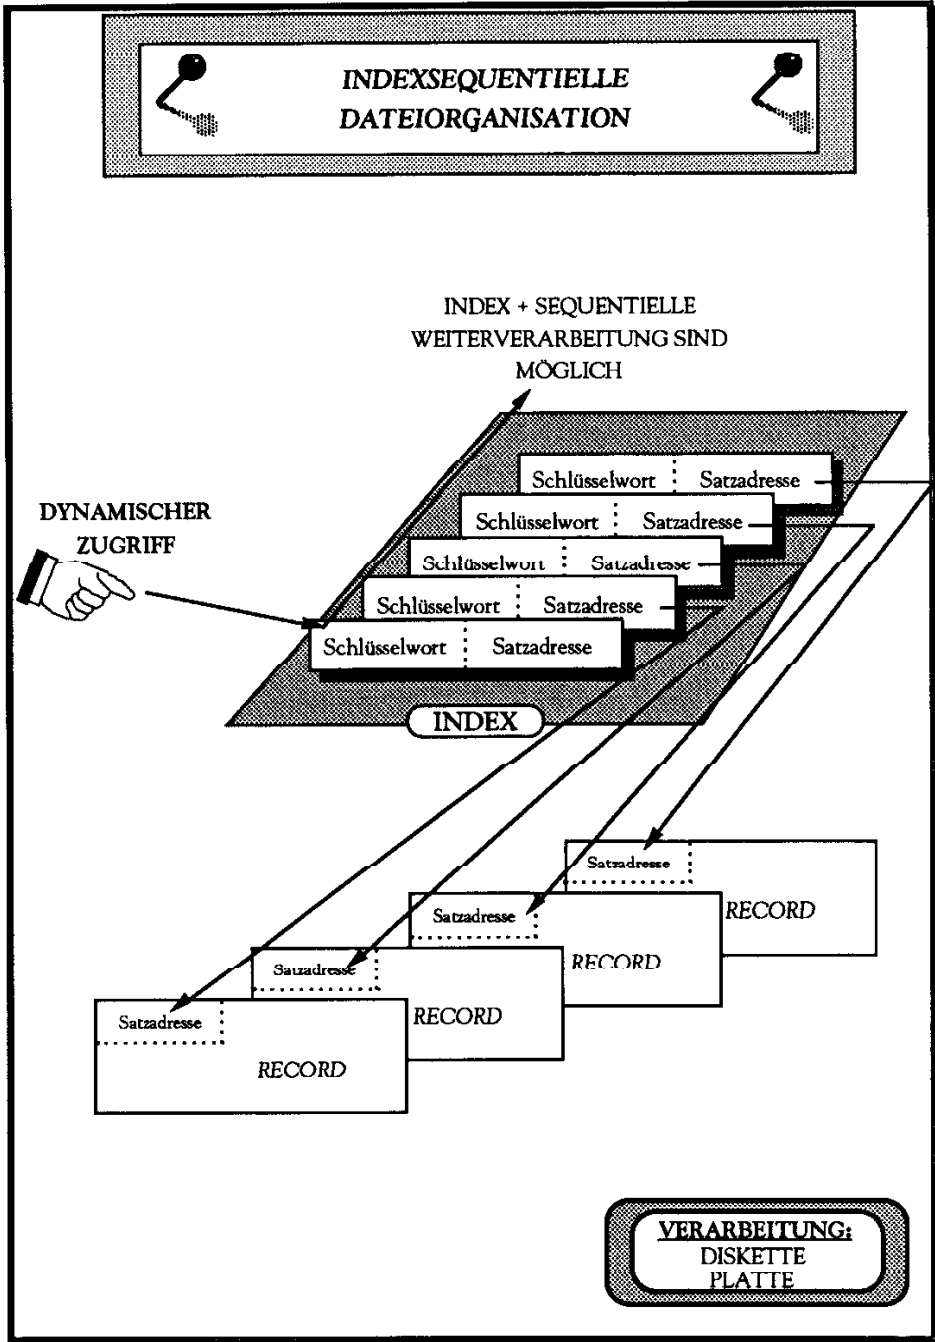 INDEXSEQUENTIELLE
DATEIORGANISATION
INDEX + SEQUENTIELLE
WEITERVERARBEITUNG SIND
MÖGLICH
DYNAMISCHER
ZUGRIFF
Schlüsselwort Satzadresse
Schlüsselwort Satzadresse
Schlüsselwort Satzadresse
Schlüsselwort Satzadresse
Schlüsselwort Satzadresse
INDEX
Satzadresse
RECORD
Satzadresse
RECORD
Satzadresse
RECORD
Satzadresse
RECORD
VERARBEITUNG:
DISKETTE
PLATTE